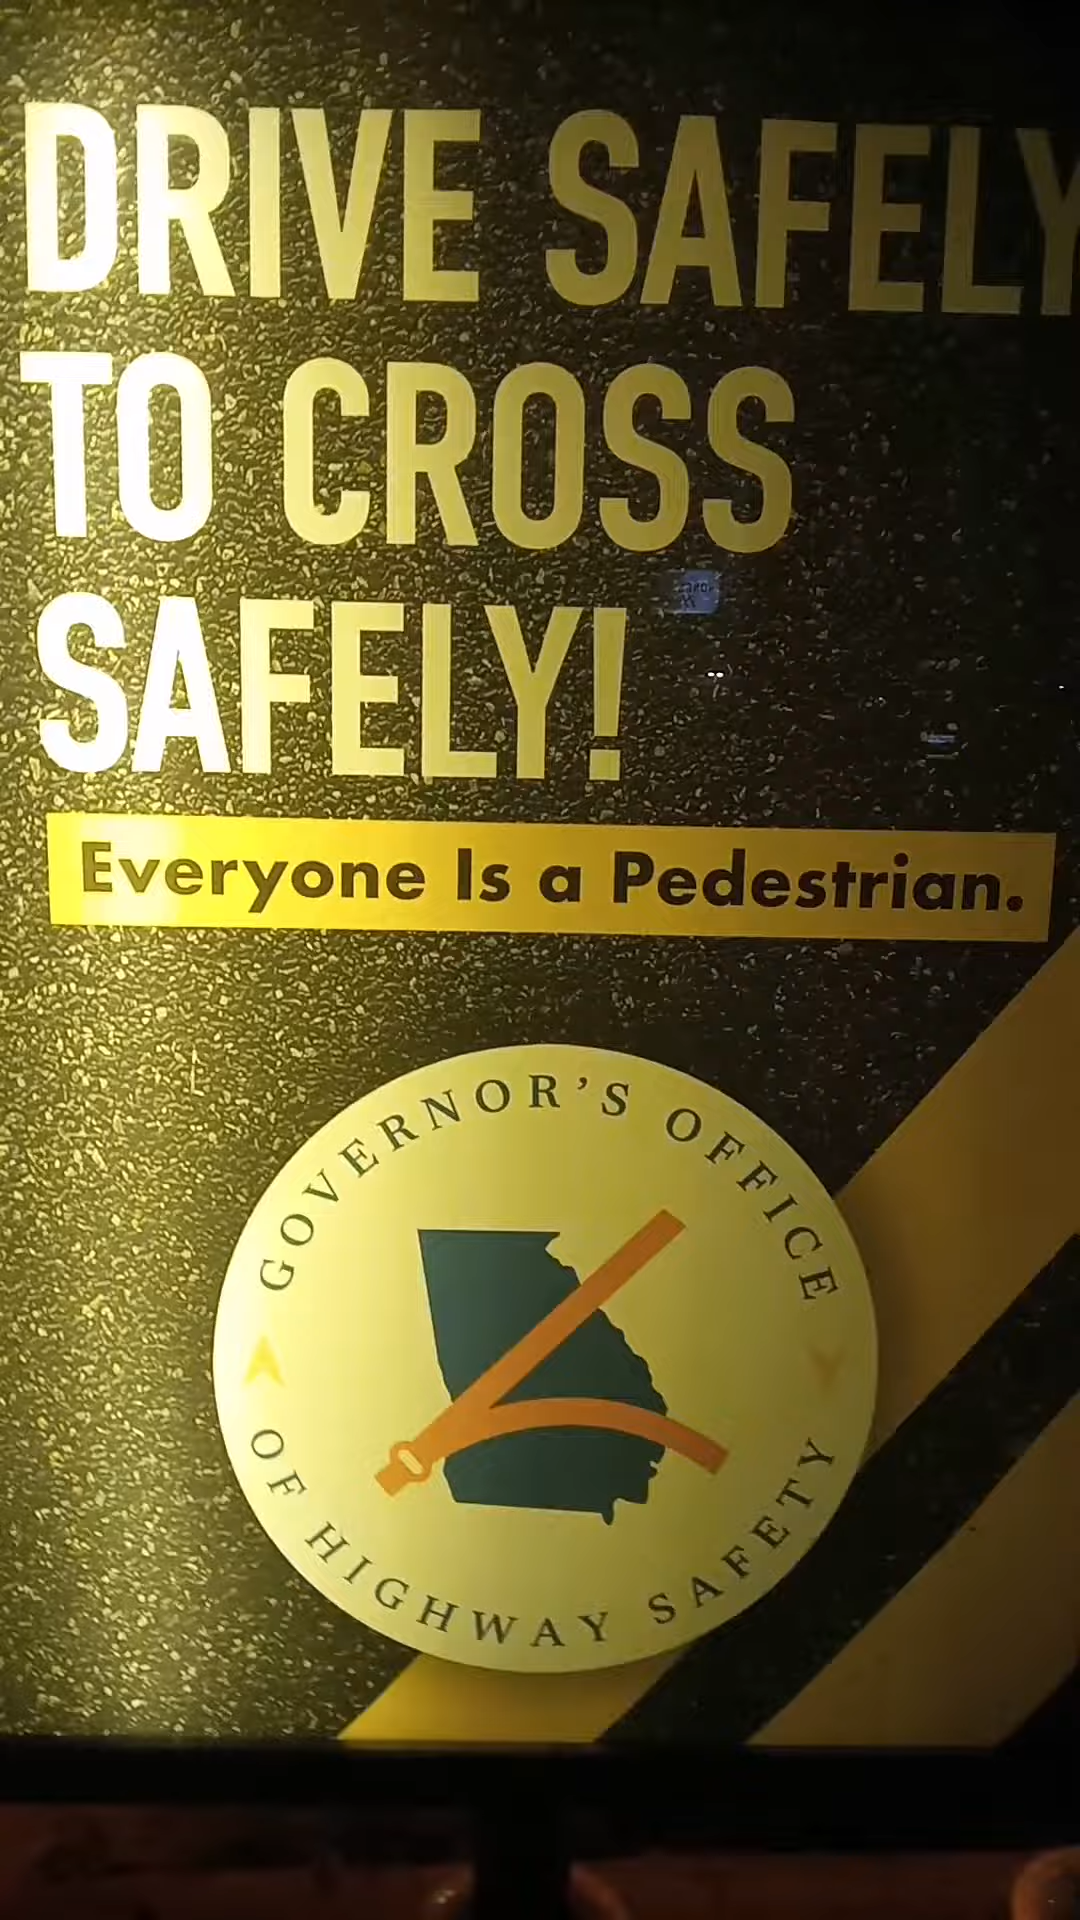 DRIVE SAFELY
TO CROSS
SAFELY!
Everyone Is a Pedestrian.
GOVERNOR'S OFFICE
OF HIGHWAY SAFETY